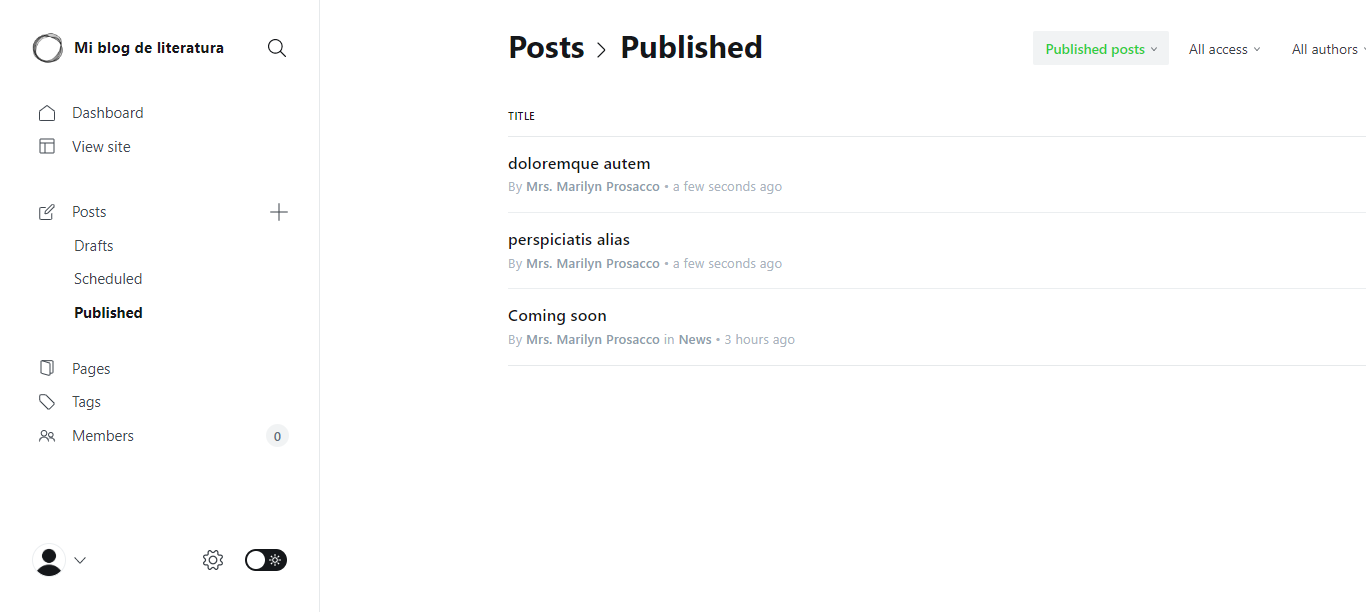 Mi blog de literatura
Dashboard
View site
Posts
Drafts
Scheduled
Published
Pages
Tags
Members 0
Posts > Published
Published posts All access All authors
TITLE
doloremque autem
By Mrs. Marilyn Prosacco • a few seconds ago
perspiciatis alias
By Mrs. Marilyn Prosacco • a few seconds ago
Coming soon
By Mrs. Marilyn Prosacco in News • 3 hours ago